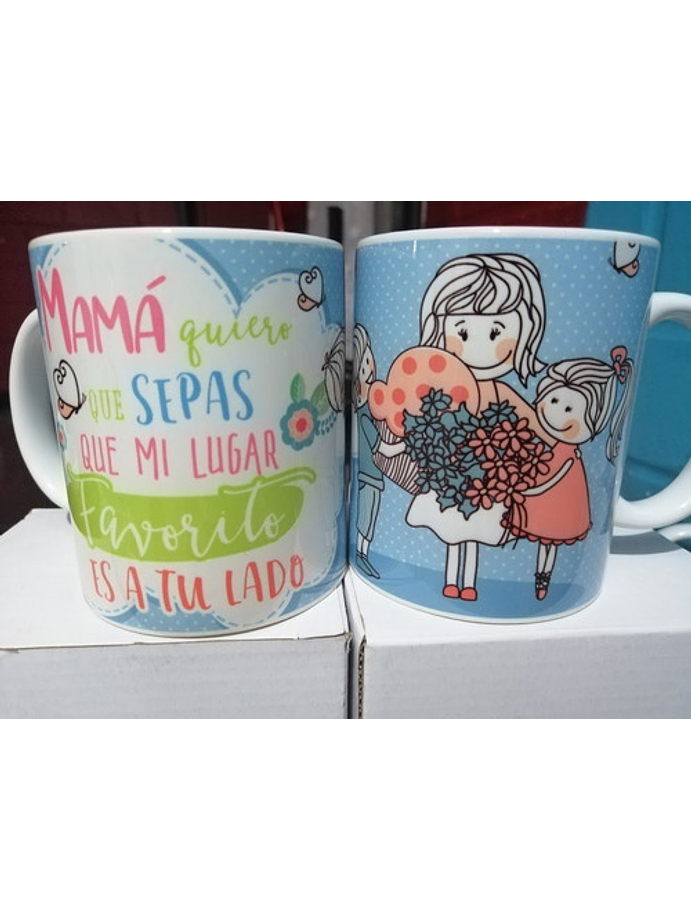 MAMÁ quiero
QUE SEPAS
QUE MI LUGAR
Favorito
ES A TU LADO